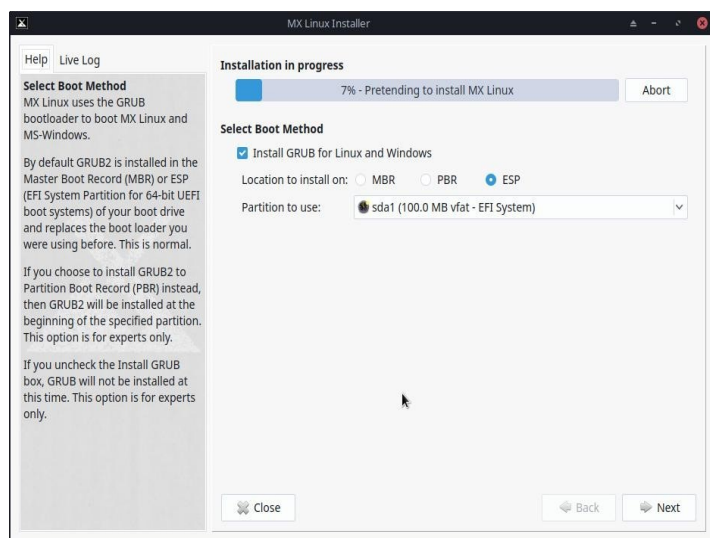 MX Linux Installer
Help
Live Log
Select Boot Method
MX Linux uses the GRUB
bootloader to boot MX Linux and
MS-Windows.
By default GRUB2 is installed in the
Master Boot Record (MBR) or ESP
(EFI System Partition for 64-bit UEFI
boot systems) of your boot drive
and replaces the boot loader you
were using before. This is normal.
If you choose to install GRUB2 to
Partition Boot Record (PBR) instead,
then GRUB2 will be installed at the
beginning of the specified partition.
This option is for experts only.
If you uncheck the Install GRUB
box, GRUB will not be installed at
this time. This option is for experts
only.
Installation in progress
7% - Pretending to install MX Linux
Abort
Select Boot Method
Install GRUB for Linux and Windows
Location to install on: MBR PBR ESP
Partition to use: sda1 (100.0 MB vfat - EFI System)
Close
Back
Next